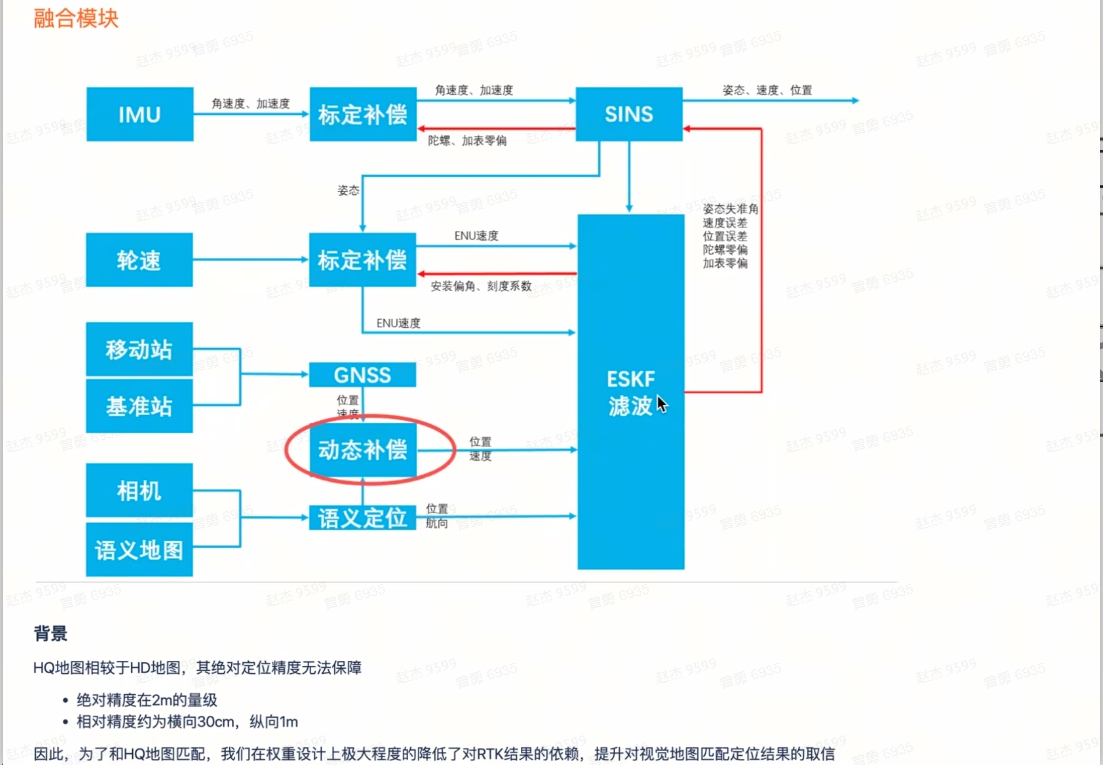 融合模块
IMU
角速度、加速度
标定补偿
角速度、加速度
陀螺、加表零偏
SINS
姿态、速度、位置
姿态
轮速
标定补偿
ENU速度
安装偏角、刻度系数
ENU速度
姿态失准角
速度误差
位置误差
陀螺零偏
加表零偏
移动站
基准站
GNSS
位置
速度
动态补偿
位置
速度
ESKF
滤波
相机
语义地图
语义定位
位置
航向
背景
HQ地图相较于HD地图，其绝对定位精度无法保障
• 绝对精度在2m的量级
• 相对精度约为横向30cm，纵向1m
因此，为了和HQ地图匹配，我们在权重设计上极大程度的降低了对RTK结果的依赖，提升对视觉地图匹配定位结果的取信